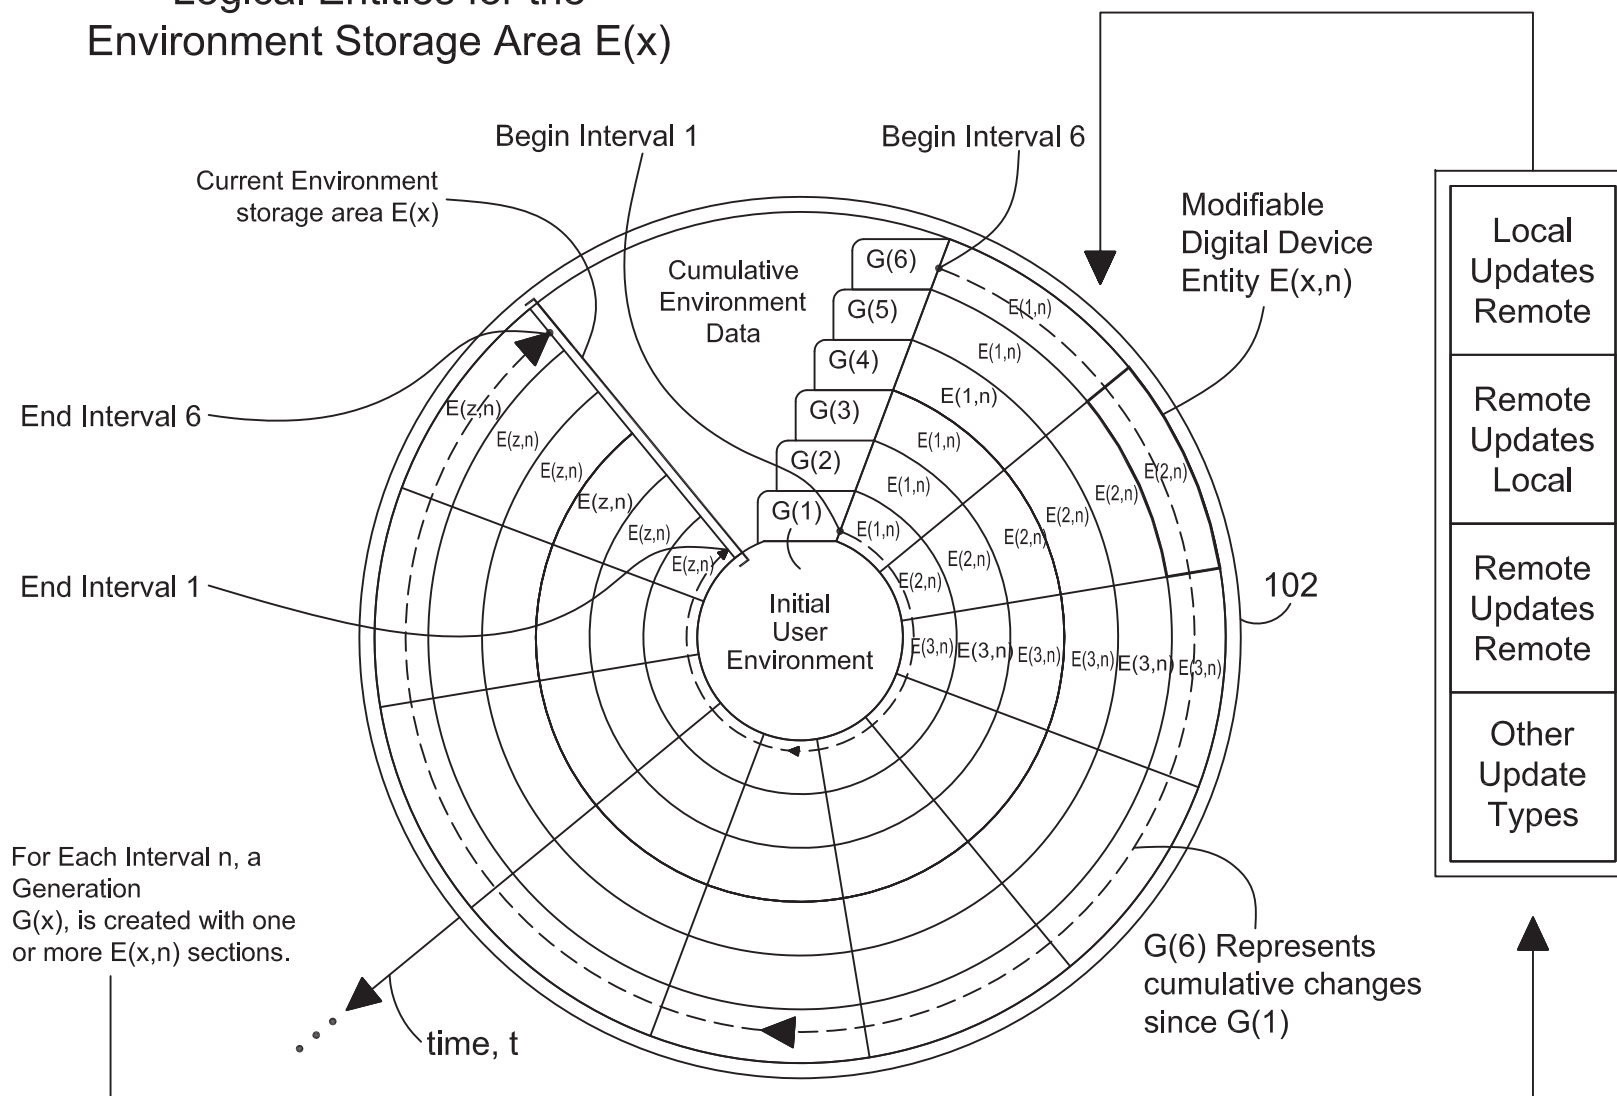 Logical Entities for the
Environment Storage Area E(x)
Begin Interval 1
Begin Interval 6
Current Environment
storage area E(x)
Modifiable
Digital Device
Entity E(x,n)
Cumulative
Environment
Data
G(6)
G(5)
G(4)
G(3)
G(2)
G(1)
E(1,n)
E(1,n)
E(1,n)
E(1,n)
E(1,n)
E(1,n)
E(2,n)
E(2,n)
E(2,n)
E(2,n)
E(2,n)
E(2,n)
E(3,n)
E(3,n)
E(3,n)
E(3,n)
E(3,n)
E(3,n)
E(z,n)
E(z,n)
E(z,n)
E(z,n)
E(z,n)
E(z,n)
End Interval 6
End Interval 1
Initial
User
Environment
102
Local
Updates
Remote
Remote
Updates
Local
Remote
Updates
Remote
Other
Update
Types
For Each Interval n, a
Generation
G(x), is created with one
or more E(x,n) sections.
time, t
G(6) Represents
cumulative changes
since G(1)